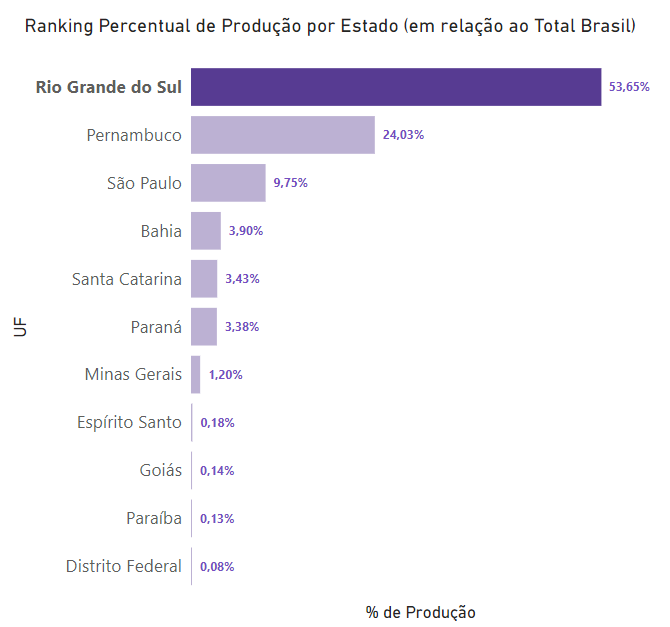 Ranking Percentual de Produção por Estado (em relação ao Total Brasil)
Rio Grande do Sul 53,65%
Pernambuco 24,03%
São Paulo 9,75%
Bahia 3,90%
Santa Catarina 3,43%
UF
Paraná 3,38%
Minas Gerais 1,20%
Espírito Santo 0,18%
Goiás 0,14%
Paraíba 0,13%
Distrito Federal 0,08%
% de Produção